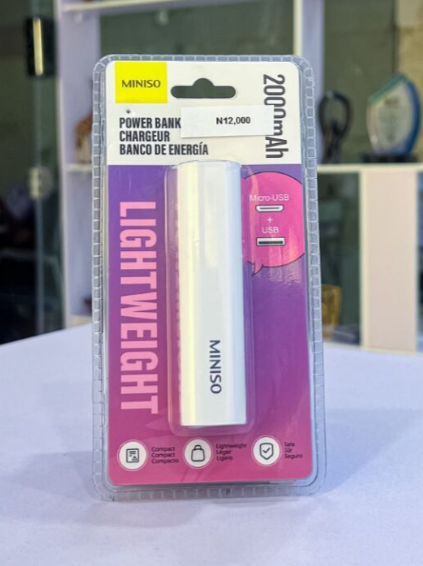 MINISO
2000mAh
N12,000
POWER BANK
CHARGEUR
BANCO DE ENERGÍA
Micro-USB
+
USB
LIGHTWEIGHT
MINISO
Compact
Compact
Compacto
Lightweight
Léger
Ligero
Safe
Sûr
Seguro